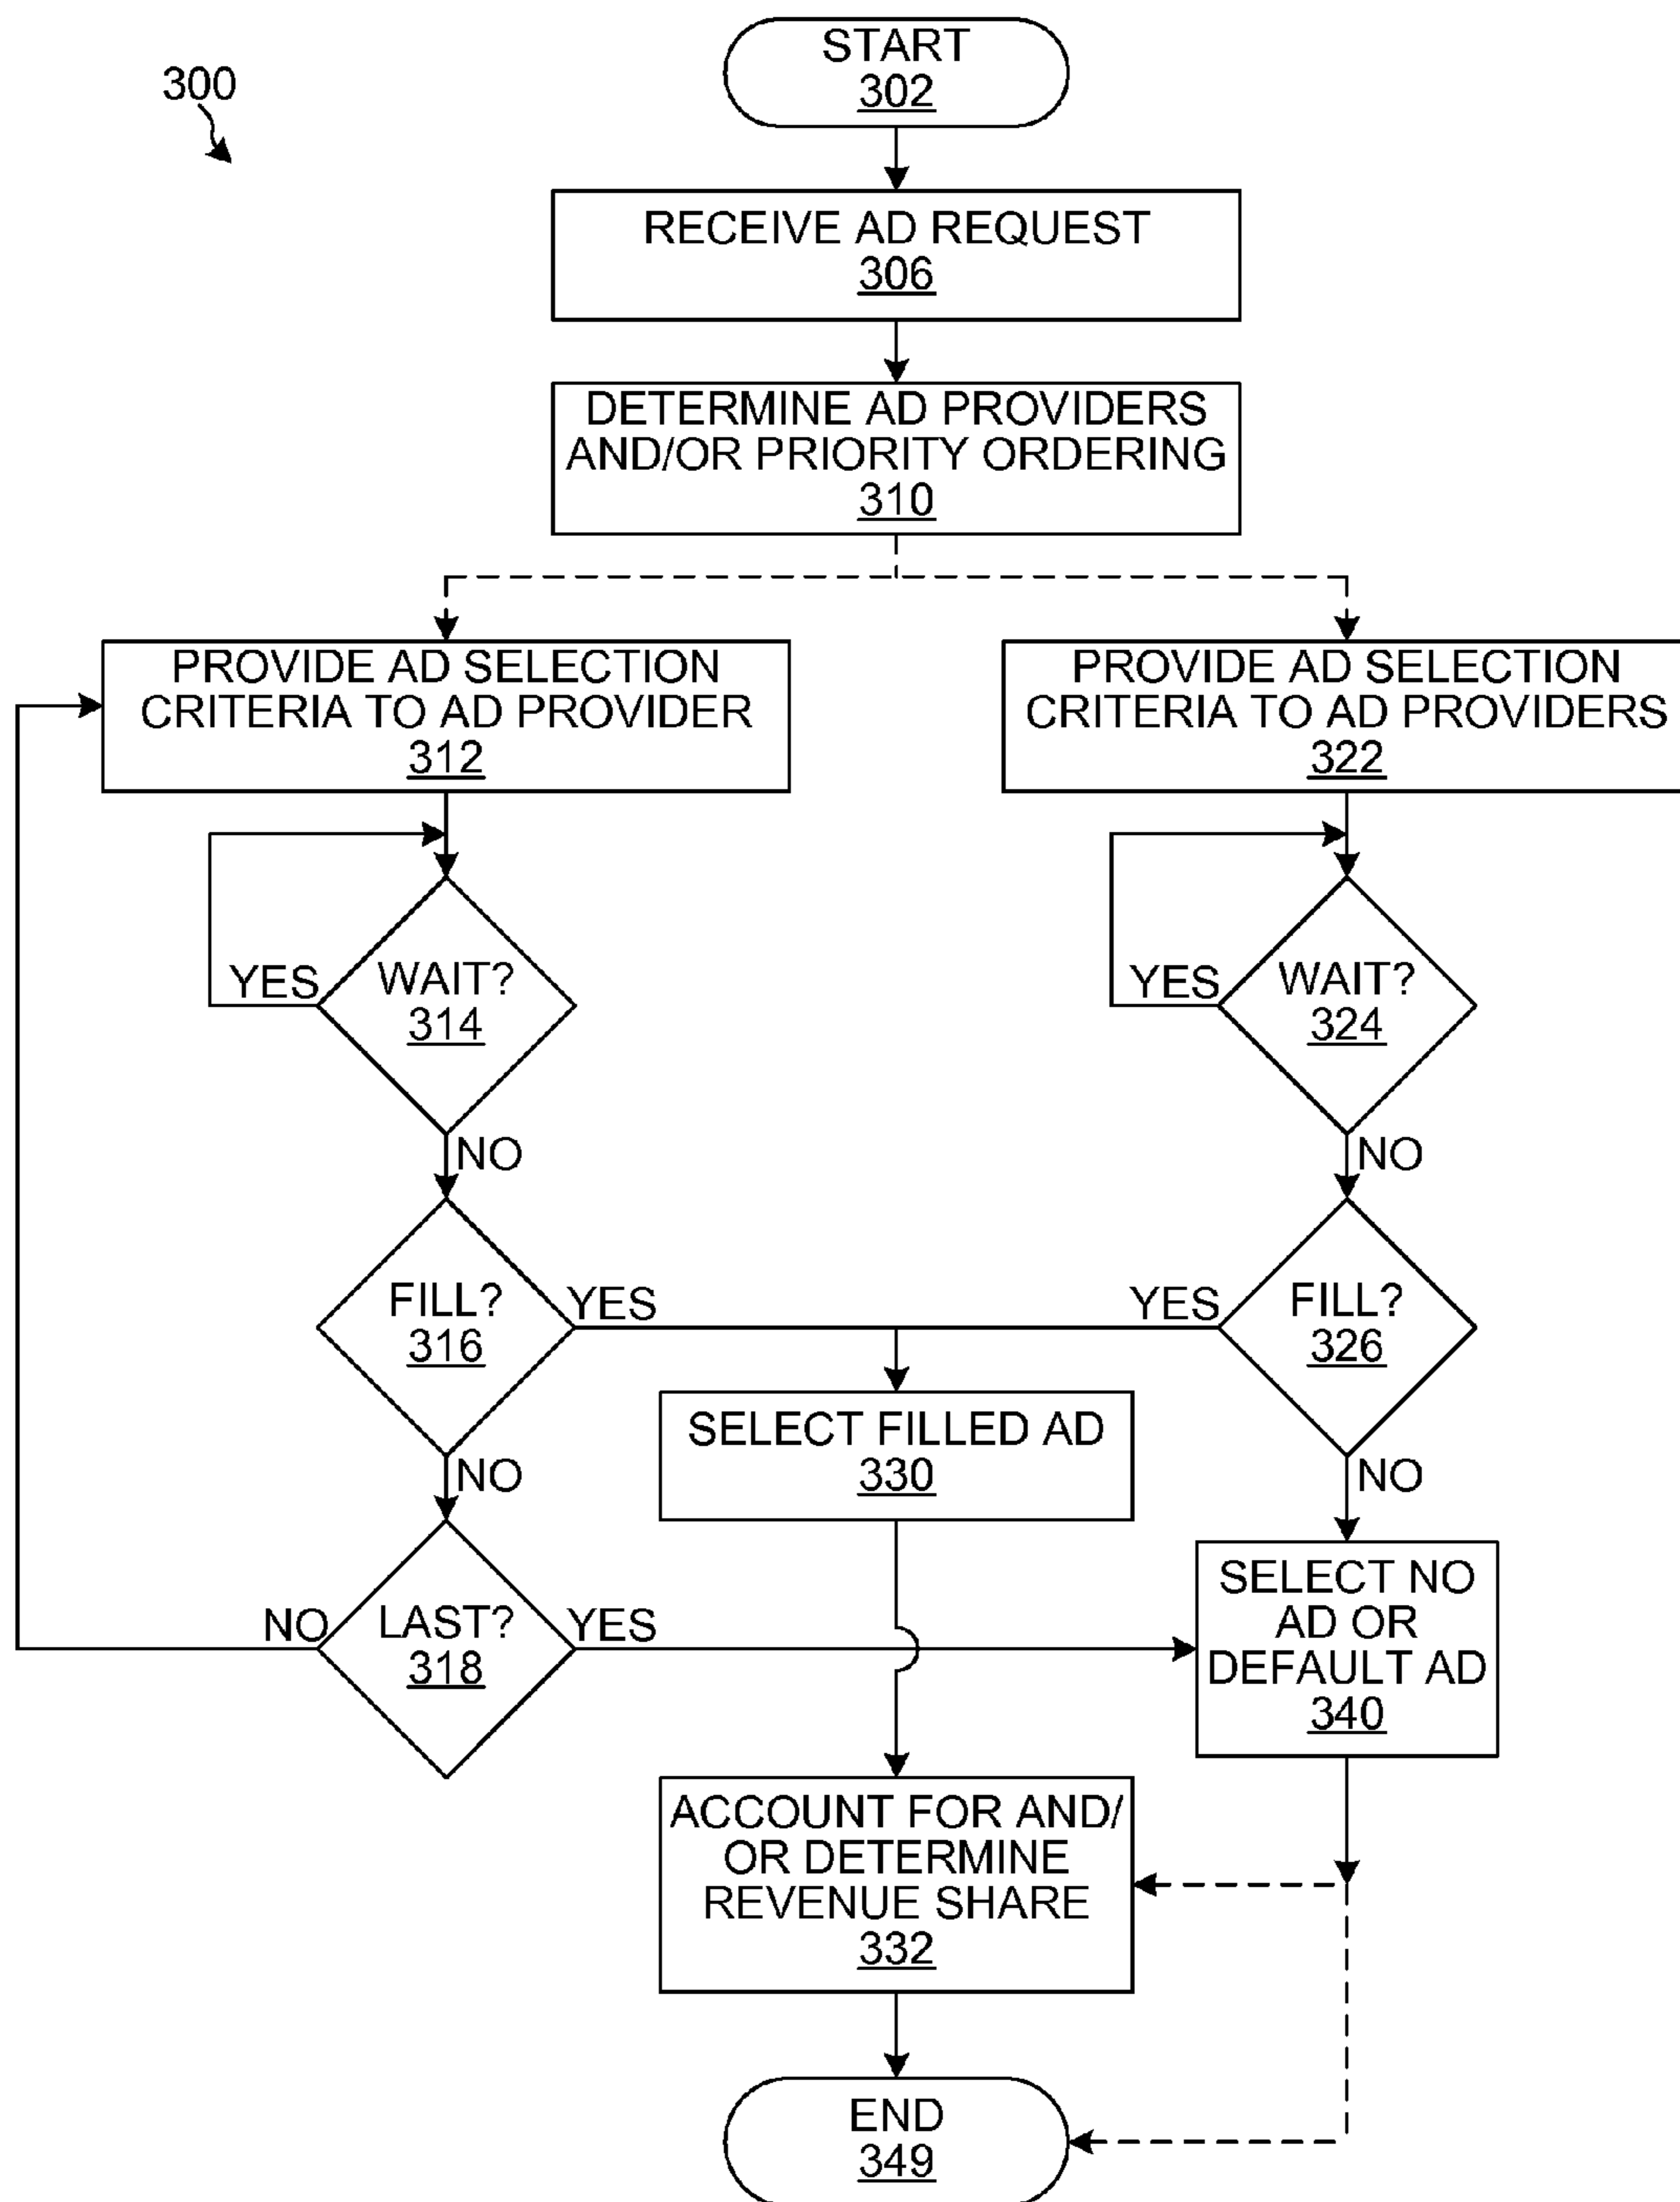 300
START
302
RECEIVE AD REQUEST
306
DETERMINE AD PROVIDERS
AND/OR PRIORITY ORDERING
310
PROVIDE AD SELECTION
CRITERIA TO AD PROVIDER
312
PROVIDE AD SELECTION
CRITERIA TO AD PROVIDERS
322
YES
WAIT?
314
NO
YES
WAIT?
324
NO
FILL?
316
YES
NO
YES
FILL?
326
NO
SELECT FILLED AD
330
NO
LAST?
318
YES
SELECT NO
AD OR
DEFAULT AD
340
ACCOUNT FOR AND/
OR DETERMINE
REVENUE SHARE
332
END
349